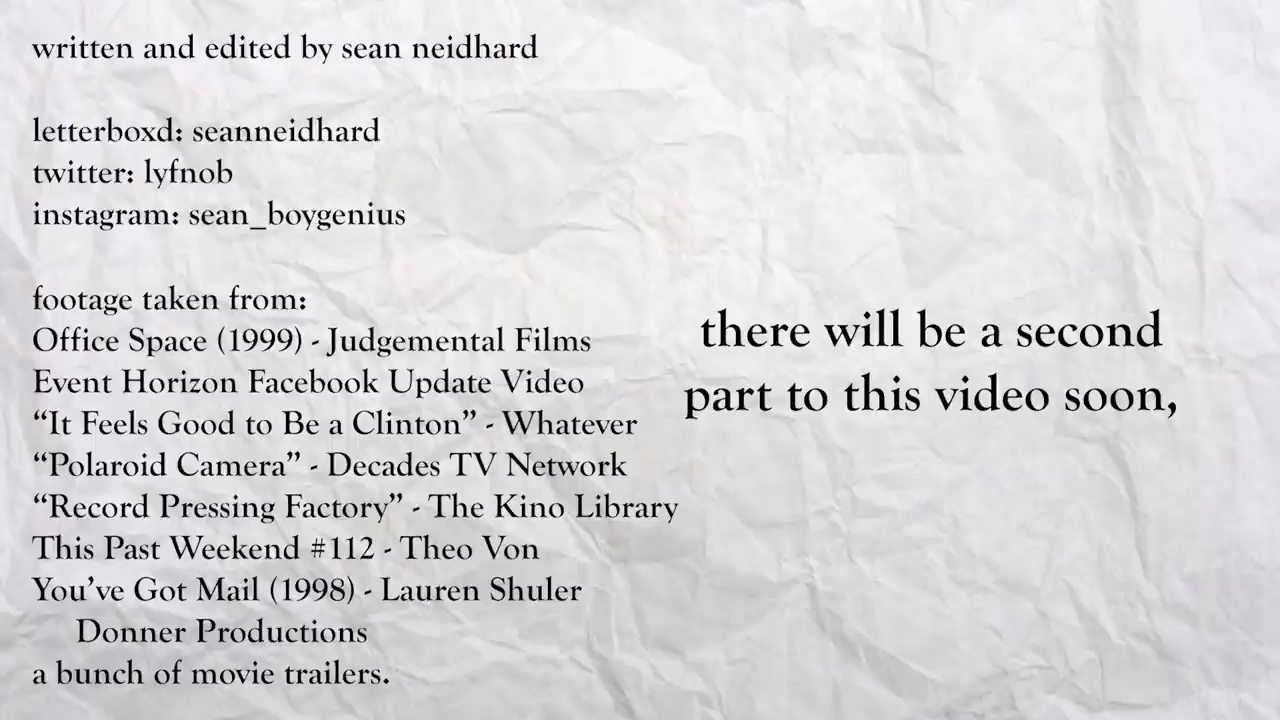 written and edited by sean neidhard
letterboxd: seanneidhard
twitter: lyfnob
instagram: sean_boygenius
footage taken from:
Office Space (1999) - Judgemental Films
Event Horizon Facebook Update Video
“It Feels Good to Be a Clinton” - Whatever
“Polaroid Camera” - Decades TV Network
“Record Pressing Factory” - The Kino Library
This Past Weekend #112 - Theo Von
You’ve Got Mail (1998) - Lauren Shuler
Donner Productions
a bunch of movie trailers.
there will be a second
part to this video soon,